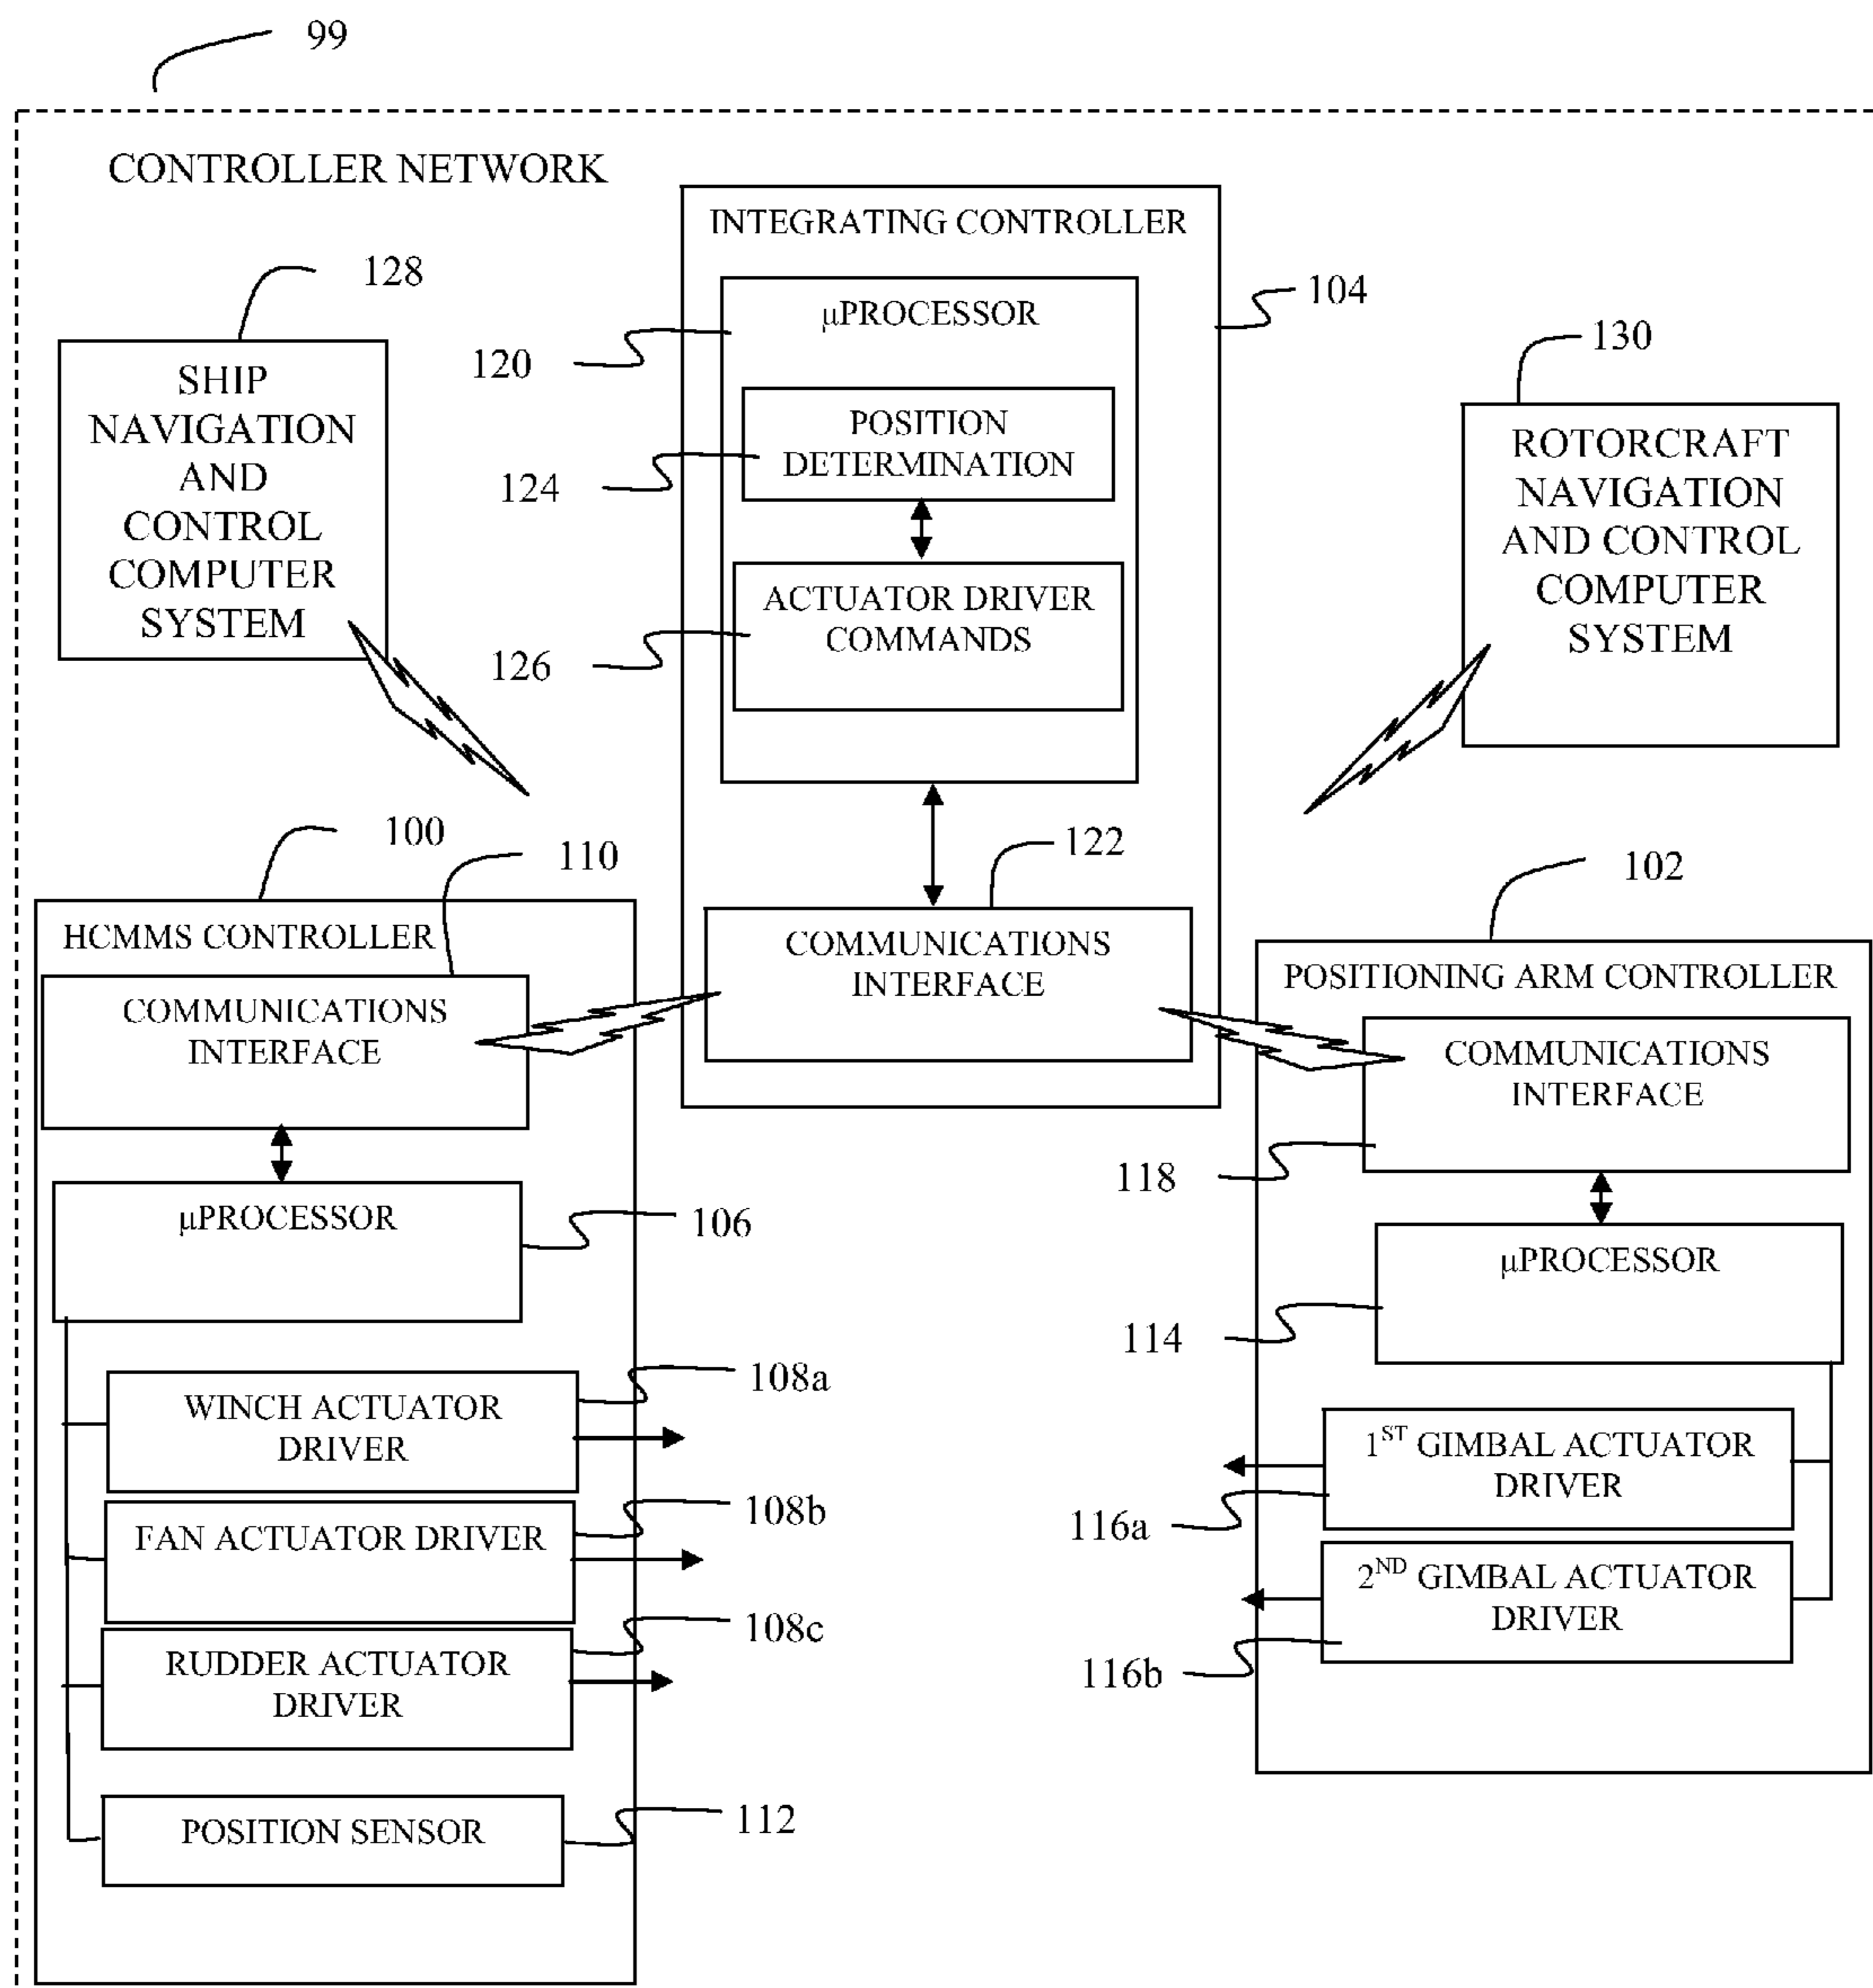 99
CONTROLLER NETWORK
INTEGRATING CONTROLLER
104
μPROCESSOR
120
POSITION
DETERMINATION
124
ACTUATOR DRIVER
COMMANDS
126
122
COMMUNICATIONS
INTERFACE
128
SHIP
NAVIGATION
AND
CONTROL
COMPUTER
SYSTEM
130
ROTORCRAFT
NAVIGATION
AND CONTROL
COMPUTER
SYSTEM
100
110
HCMMS CONTROLLER
COMMUNICATIONS
INTERFACE
μPROCESSOR
106
WINCH ACTUATOR
DRIVER
108a
FAN ACTUATOR DRIVER
108b
RUDDER ACTUATOR
DRIVER
108c
POSITION SENSOR
112
102
POSITIONING ARM CONTROLLER
COMMUNICATIONS
INTERFACE
118
μPROCESSOR
114
1ST GIMBAL ACTUATOR
DRIVER
116a
2ND GIMBAL ACTUATOR
DRIVER
116b